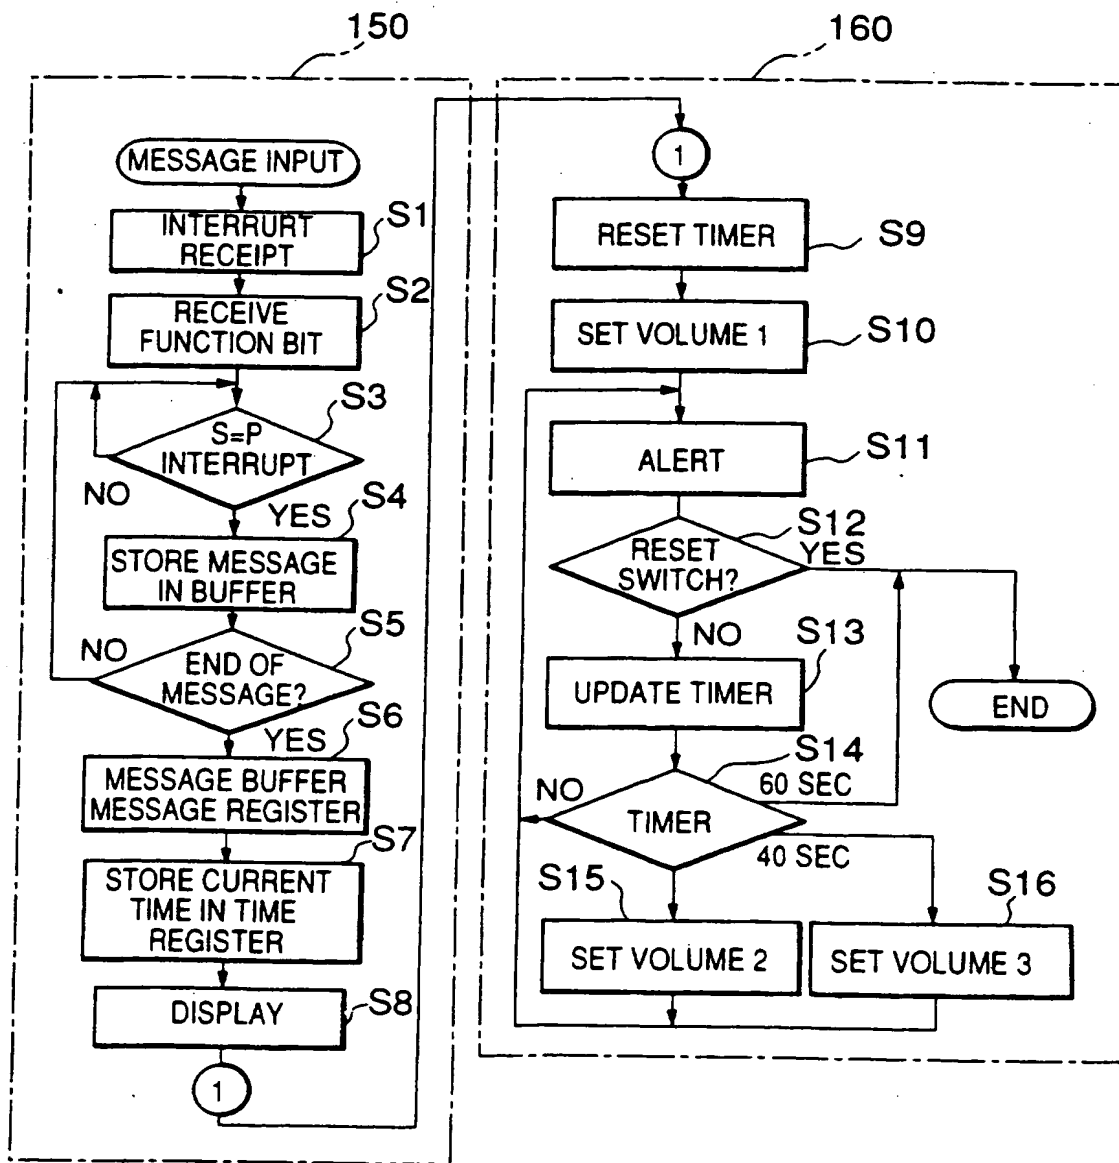 150
MESSAGE INPUT
INTERRURT
RECEIPT
S1
RECEIVE
FUNCTION BIT
S2
S=P
INTERRUPT
S3
NO
YES
STORE MESSAGE
IN BUFFER
S4
END OF
MESSAGE?
S5
NO
YES
MESSAGE BUFFER
MESSAGE REGISTER
S6
STORE CURRENT
TIME IN TIME
REGISTER
S7
DISPLAY
S8
1
160
1
RESET TIMER
S9
SET VOLUME 1
S10
ALERT
S11
RESET
SWITCH?
S12
YES
NO
UPDATE TIMER
S13
END
TIMER
S14
NO
60 SEC
40 SEC
SET VOLUME 2
S15
SET VOLUME 3
S16